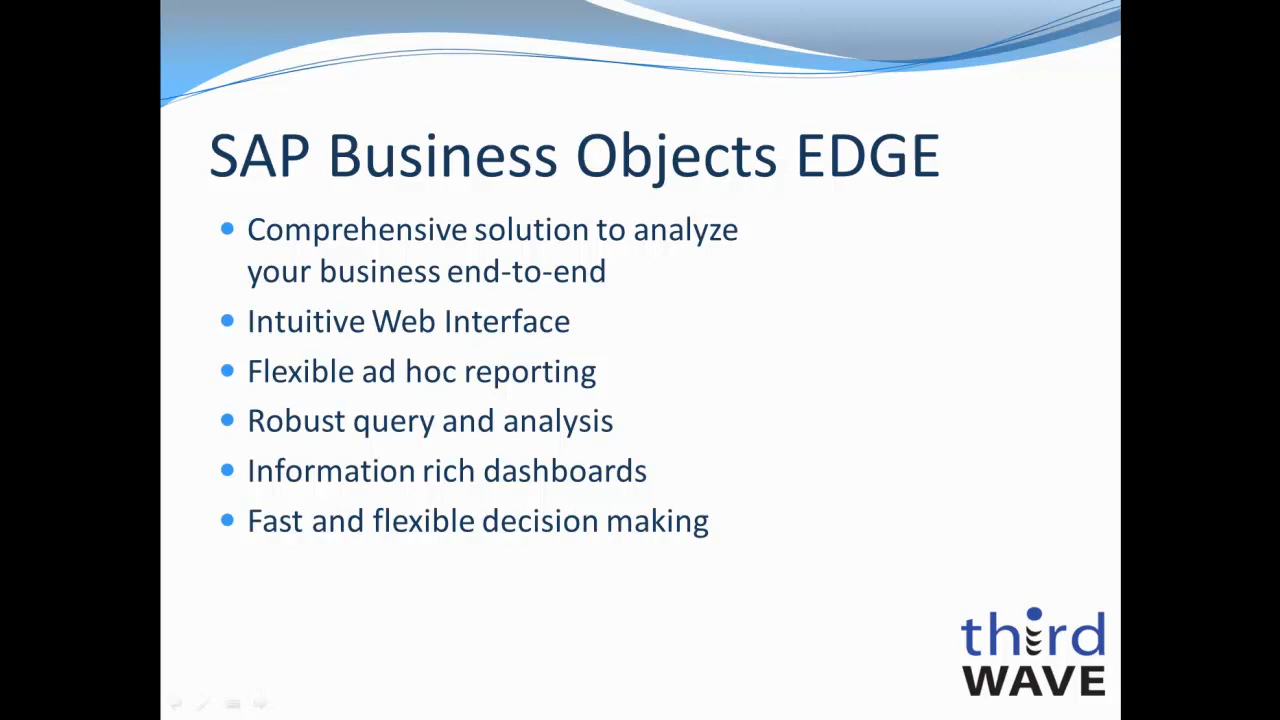 SAP Business Objects EDGE
Comprehensive solution to analyze
your business end-to-end
Intuitive Web Interface
Flexible ad hoc reporting
Robust query and analysis
Information rich dashboards
Fast and flexible decision making
third
WAVE